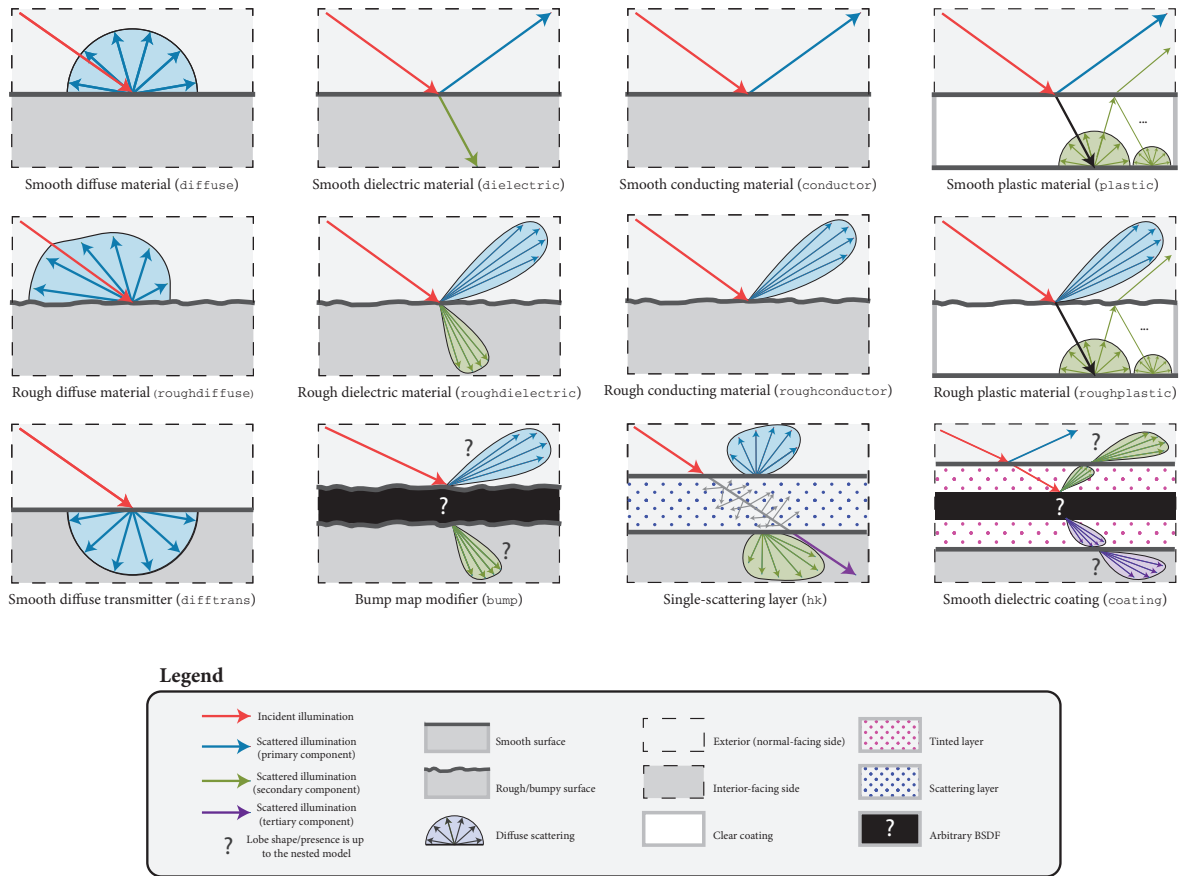 Smooth diffuse material (diffuse)
Smooth dielectric material (dielectric)
Smooth conducting material (conductor)
...
...
Smooth plastic material (plastic)
Rough diffuse material (roughdiffuse)
Rough dielectric material (roughdielectric)
Rough conducting material (roughconductor)
...
Rough plastic material (roughplastic)
Smooth diffuse transmitter (difftrans)
?
?
?
Bump map modifier (bump)
Single-scattering layer (hk)
?
?
?
Smooth dielectric coating (coating)
Legend
Incident illumination
Scattered illumination
(primary component)
Scattered illumination
(secondary component)
Scattered illumination
(tertiary component)
? Lobe shape/presence is up
to the nested model
Smooth surface
Rough/bumpy surface
Diffuse scattering
Exterior (normal-facing side)
Interior-facing side
Clear coating
Tinted layer
Scattering layer
? Arbitrary BSDF